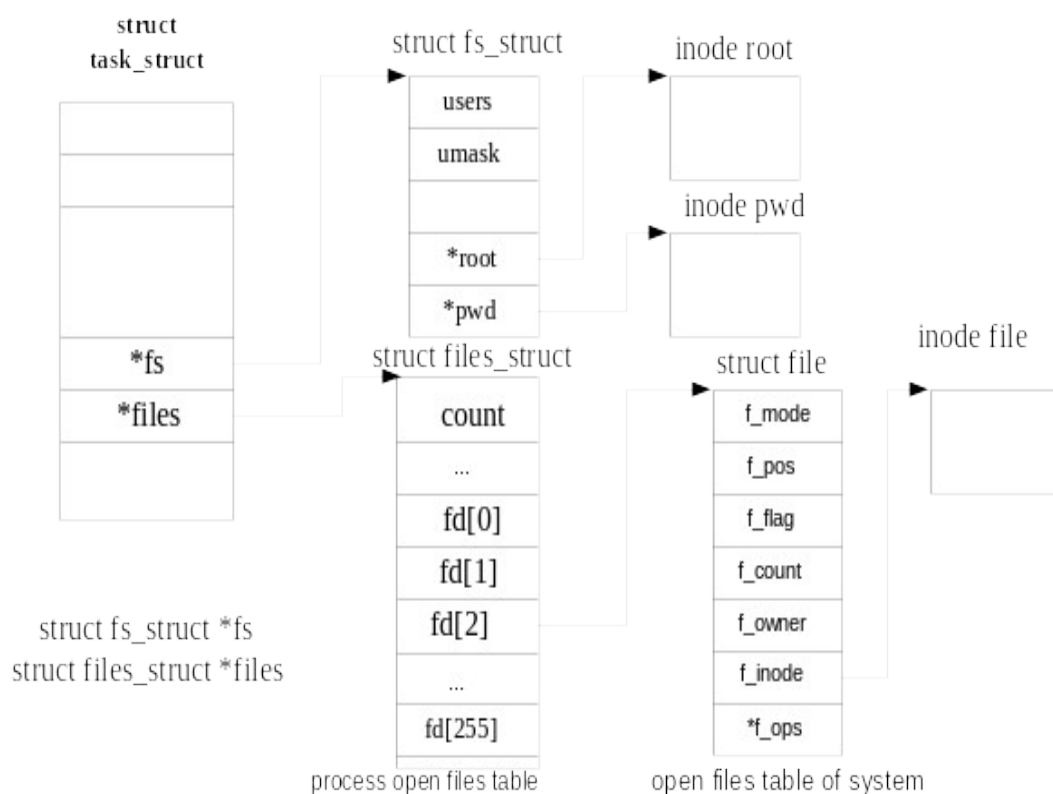 struct
task_struct
*fs
*files
struct fs_struct *fs
struct files_struct *files
struct fs_struct
users
umask
*root
*pwd
inode root
inode pwd
struct files_struct
count
...
fd[0]
fd[1]
fd[2]
...
fd[255]
process open files table
struct file
f_mode
f_pos
f_flag
f_count
f_owner
f_inode
*f_ops
open files table of system
inode file